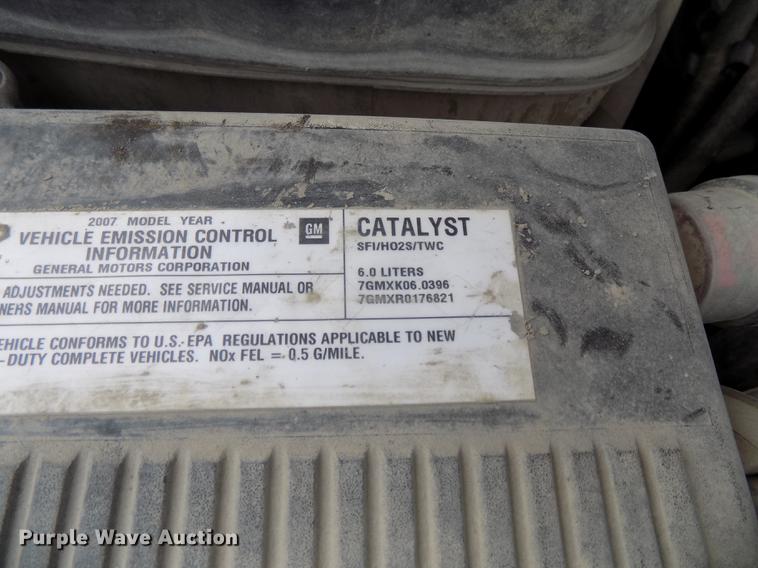 2007 MODEL YEAR
VEHICLE EMISSION CONTROL
INFORMATION
GENERAL MOTORS CORPORATION
GM
ADJUSTMENTS NEEDED. SEE SERVICE MANUAL OR
NERS MANUAL FOR MORE INFORMATION.
CATALYST
SFI/HO2S/TWC
6.0 LITERS
7GMXK06.0396
7GMXR0176821
EHICLE CONFORMS TO U.S. EPA REGULATIONS APPLICABLE TO NEW
-DUTY COMPLETE VEHICLES. NOx FEL = 0.5 G/MILE.
Purple Wave Auction